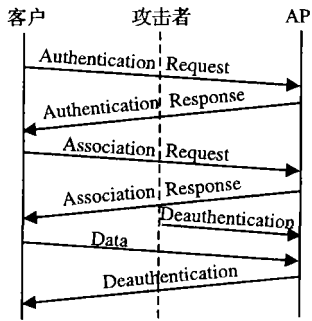 客户 攻击者 AP
Authentication Request
Authentication Response
Association Request
Association Response
Deauthentication
Data
Deauthentication